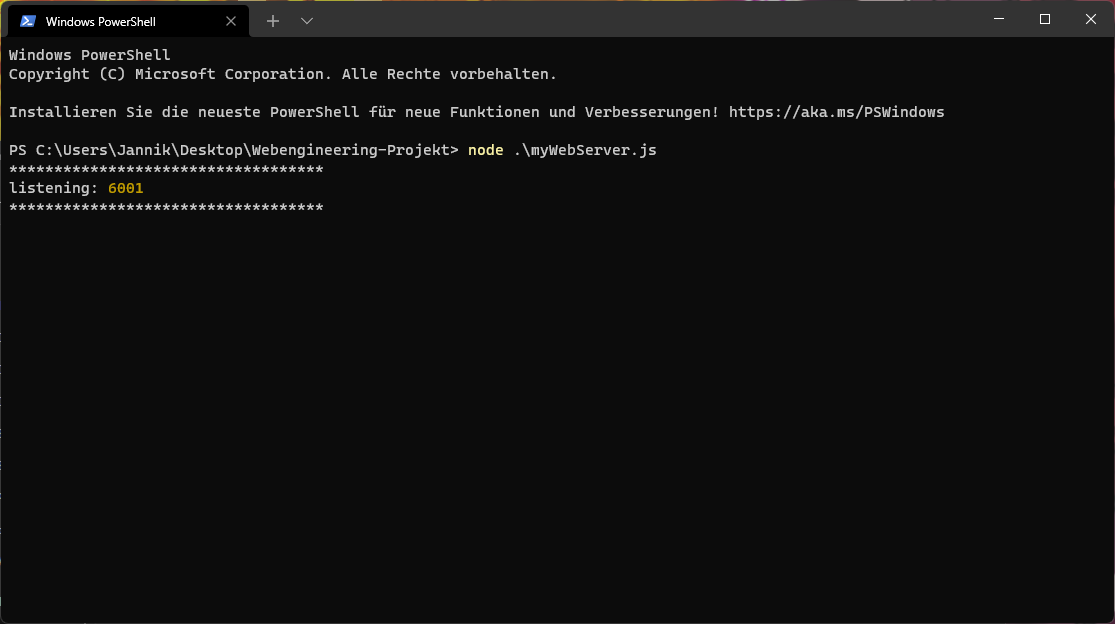 Windows PowerShell
Windows PowerShell
Copyright (C) Microsoft Corporation. Alle Rechte vorbehalten.
Installieren Sie die neueste PowerShell für neue Funktionen und Verbesserungen! https://aka.ms/PSWindows
PS C:\Users\Jannik\Desktop\Webengineering-Projekt> node .\myWebServer.js
***********************************
listening: 6001
***********************************